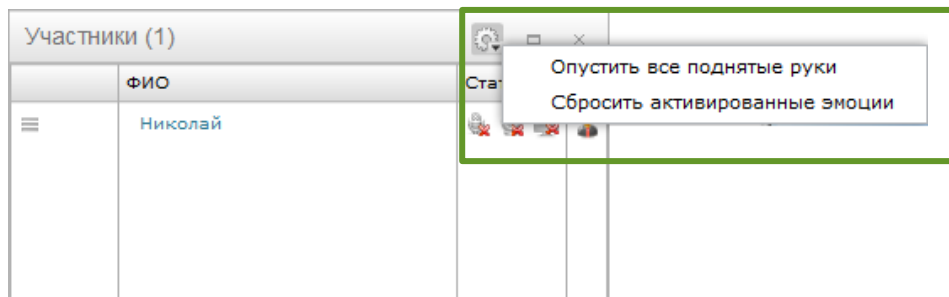 Участники (1)
Опустить все поднятые руки
Сбросить активированные эмоции
ФИО
Николай